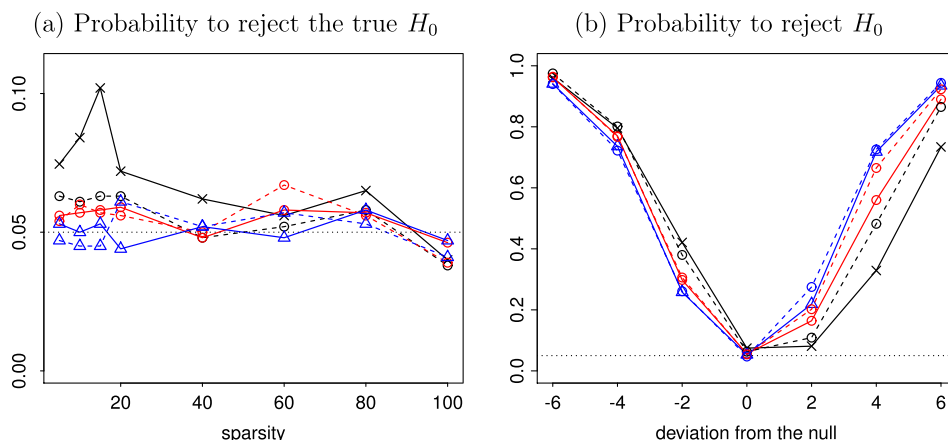 (a) Probability to reject the true H₀
(b) Probability to reject H₀
0.10
0.05
0.00
20 40 60 80 100
sparsity
1.0
0.8
0.6
0.4
0.2
0.0
-6 -4 -2 0 2 4 6
deviation from the null